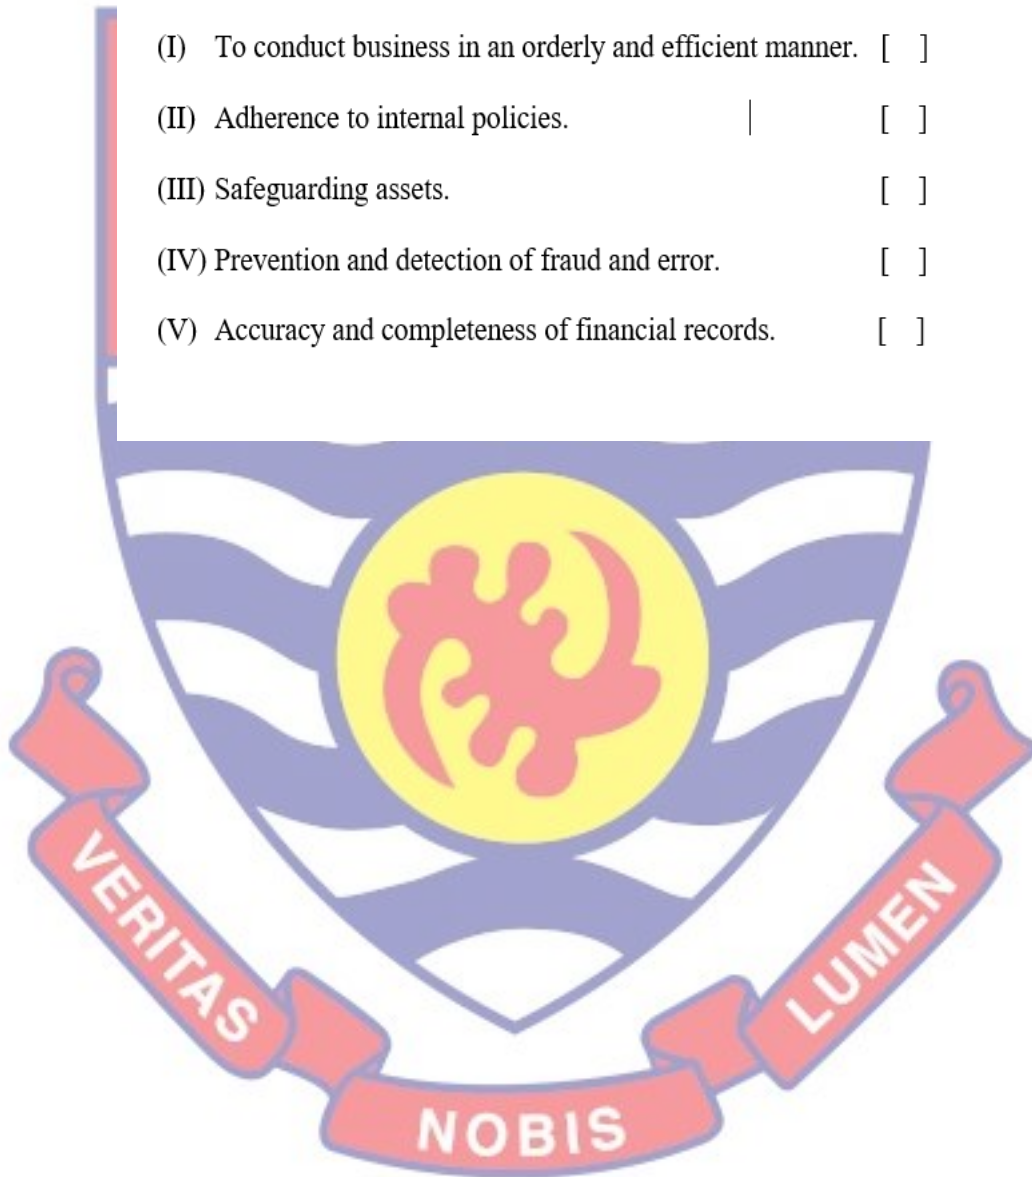 (I) To conduct business in an orderly and efficient manner. [ ]
(II) Adherence to internal policies. [ ]
(III) Safeguarding assets. [ ]
(IV) Prevention and detection of fraud and error. [ ]
(V) Accuracy and completeness of financial records. [ ]
VERITAS
NOBIS
LUMEN